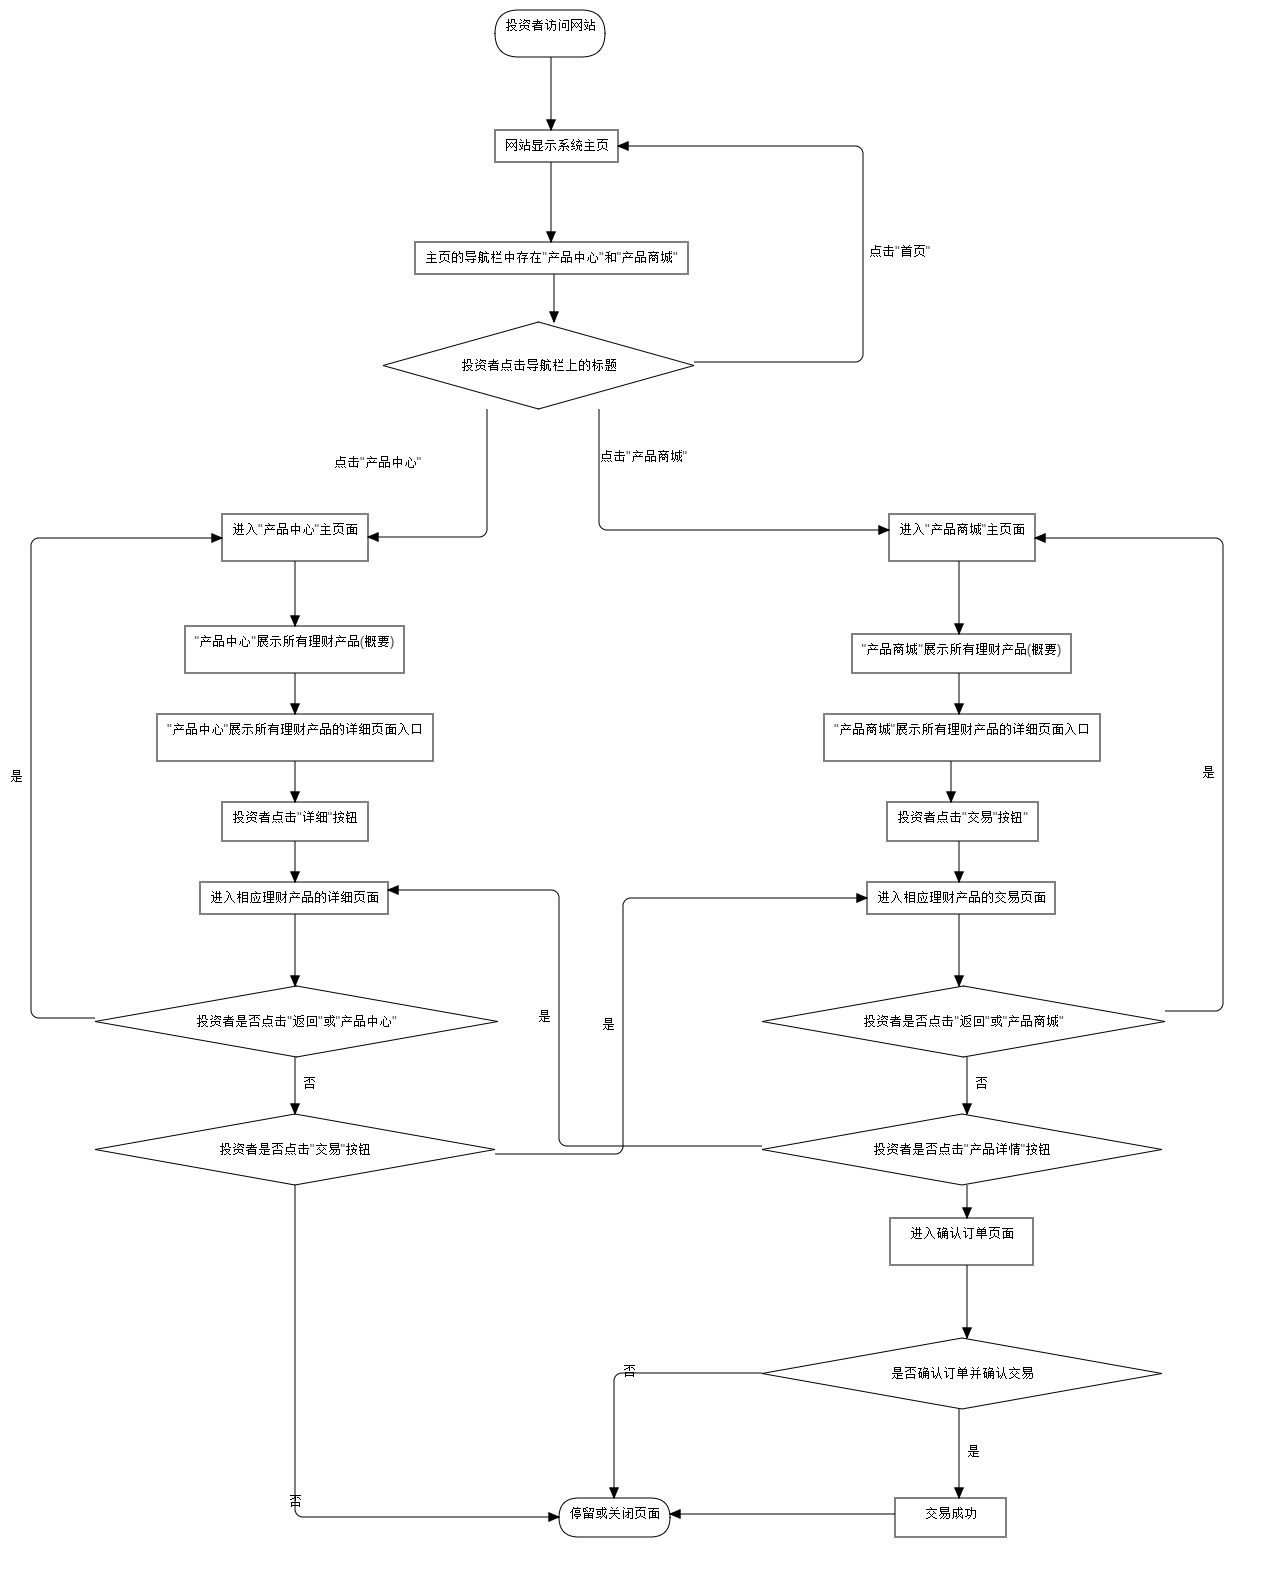 投资者访问网站
网站显示系统主页
主页的导航栏中存在"产品中心"和"产品商城"
点击"首页"
投资者点击导航栏上的标题
点击"产品中心"
点击"产品商城"
进入"产品中心"主页面
进入"产品商城"主页面
"产品中心"展示所有理财产品(概要)
"产品商城"展示所有理财产品(概要)
"产品中心"展示所有理财产品的详细页面入口
"产品商城"展示所有理财产品的详细页面入口
是
是
投资者点击"详细"按钮
投资者点击"交易"按钮"
进入相应理财产品的详细页面
进入相应理财产品的交易页面
投资者是否点击"返回"或"产品中心"
是
是
投资者是否点击"返回"或"产品商城"
否
否
投资者是否点击"交易"按钮
投资者是否点击"产品详情"按钮
进入确认订单页面
否
是否确认订单并确认交易
是
否
停留或关闭页面
交易成功